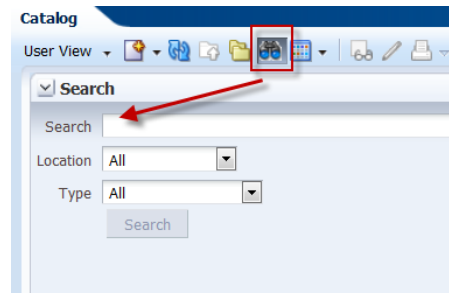 Catalog
User View
Search
Search
Location All
Type All
Search